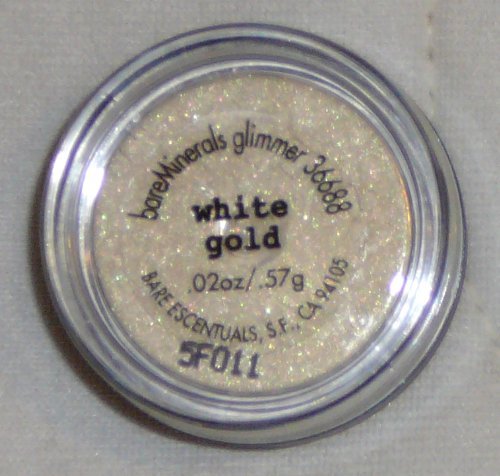 bareMinerals glimmer 36688
white
gold
.02oz/.57g
BARE ESCENTUALS, S.F., CA 94105
5F011